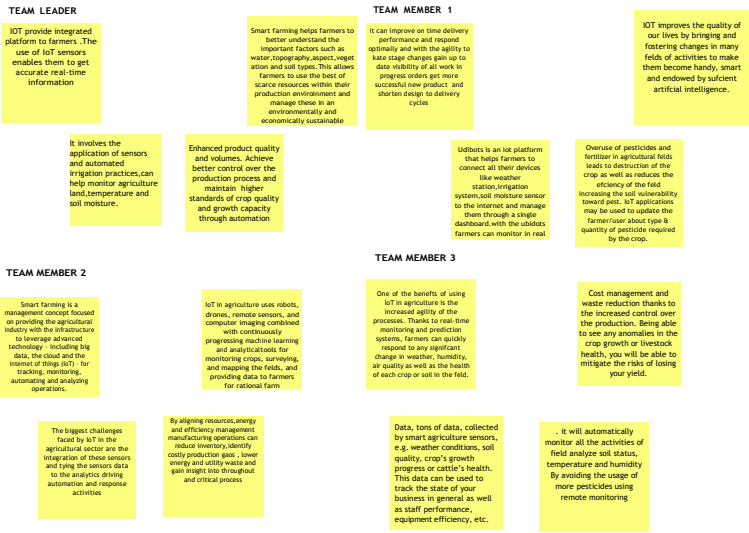 TEAM LEADER
IOT provide integrated
platform to farmers .The
use of IoT sensors
enables them to get
accurate real-time
information
Smart farming helps farmers to
better understand the
important factors such as
water,topography,aspect,veget
ation and soil types.This allows
farmers to use the best of
scarce resources within their
production enviroinment and
manage these in an
environmentally and
economically sustainable
It involves the
application of sensors
and automated
irrigation practices,can
help monitor agriculture
land,temperature and
soil moisture.
Enhanced product quality
and volumes. Achieve
better control over the
production process and
maintain higher
standards of crop quality
and growth capacity
through automation
TEAM MEMBER 1
It can improve on time delivery
performance and respond
optimally and with the agility to
kate stage changes gain up to
date visibility of all work in
progress orders get more
successful new product and
shorten design to delivery
cycles
IOT improves the quality of
our lives by bringing and
fostering changes in many
felds of activities to make
them become handy, smart
and endowed by sufcient
artifcial intelligence.
Udibots is an iot platform
that helps farmers to
connect all their devices
like weather
station,irrigation
system,soil moisture sensor
to the internet and manage
them through a single
dashboard.with the ubidots
farmers can monitor in real
Overuse of pesticides and
fertilizer in agricultural felds
leads to destruction of the
crop as well as reduces the
efciency of the feld
increasing the soil vulnerability
toward pest. IoT applications
may be used to update the
farmer/user about type &
quantity of pesticide required
by the crop.
TEAM MEMBER 2
Smart farming is a
management concept focused
on providing the agricultural
industry with the infrastructure
to leverage advanced
technology – including big
data, the cloud and the
internet of things (IoT) – for
tracking, monitoring,
automating and analyzing
operations.
IoT in agriculture uses robots,
drones, remote sensors, and
computer imaging combined
with continuously
progressing machine learning
and analyticaltools for
monitoring crops, surveying,
and mapping the felds, and
providing data to farmers
for rational farm
The biggest challenges
faced by IoT in the
agricultural sector are the
integration of these sensors
and tying the sensors data
to the analytics driving
automation and response
activities
By aligning resources,energy
and efficiency management
manufacturing operations can
reduce inventory,identify
costly production gaos , lower
energy and utility waste and
gain insight into throughout
and critical process
TEAM MEMBER 3
One of the benefts of using
IoT in agriculture is the
increased agility of the
processes. Thanks to real-time
monitoring and prediction
systems, farmers can quickly
respond to any signifcant
change in weather, humidity,
air quality as well as the health
of each crop or soil in the feld.
Cost management and
waste reduction thanks to
the increased control over
the production. Being able
to see any anomalies in the
crop growth or livestock
health, you will be able to
mitigate the risks of losing
your yield.
Data, tons of data, collected
by smart agriculture sensors,
e.g. weather conditions, soil
quality, crop's growth
progress or cattle's health.
This data can be used to
track the state of your
business in general as well
as staff performance,
equipment efficiency, etc.
. it will automatically
monitor all the activities of
field analyze soil status,
temperature and humidity
By avoiding the usage of
more pesticides using
remote monitoring